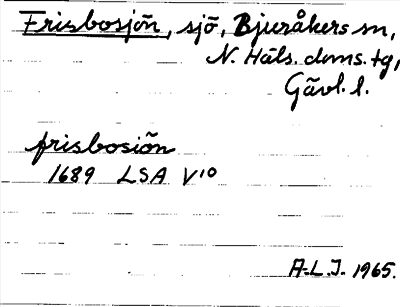 Frisbosjön, sjö, Bjuråkers sn,
N. Häls. doms. tg,
Gävl. l.
frisbosiön
1689 LSA V10
A-L.J. 1965.